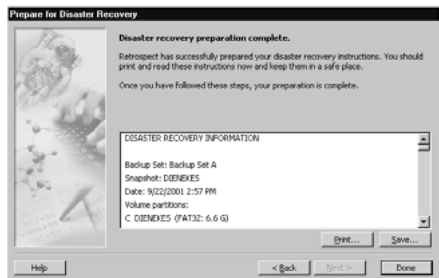 Prepare for Disaster Recovery
Disaster recovery preparation complete.
Retrospect has successfully prepared your disaster recovery instructions. You should
print and read these instructions now and keep them in a safe place.
Once you have followed these steps, your preparation is complete.
DISASTER RECOVERY INFORMATION
Backup Set: Backup Set A
Snapshot: DIENEKES
Date: 9/22/2001 2:57 PM
Volume partitions:
C DIENEKES (FAT32: 6.6 G)
Print... Save...
Help < Back Next > Done